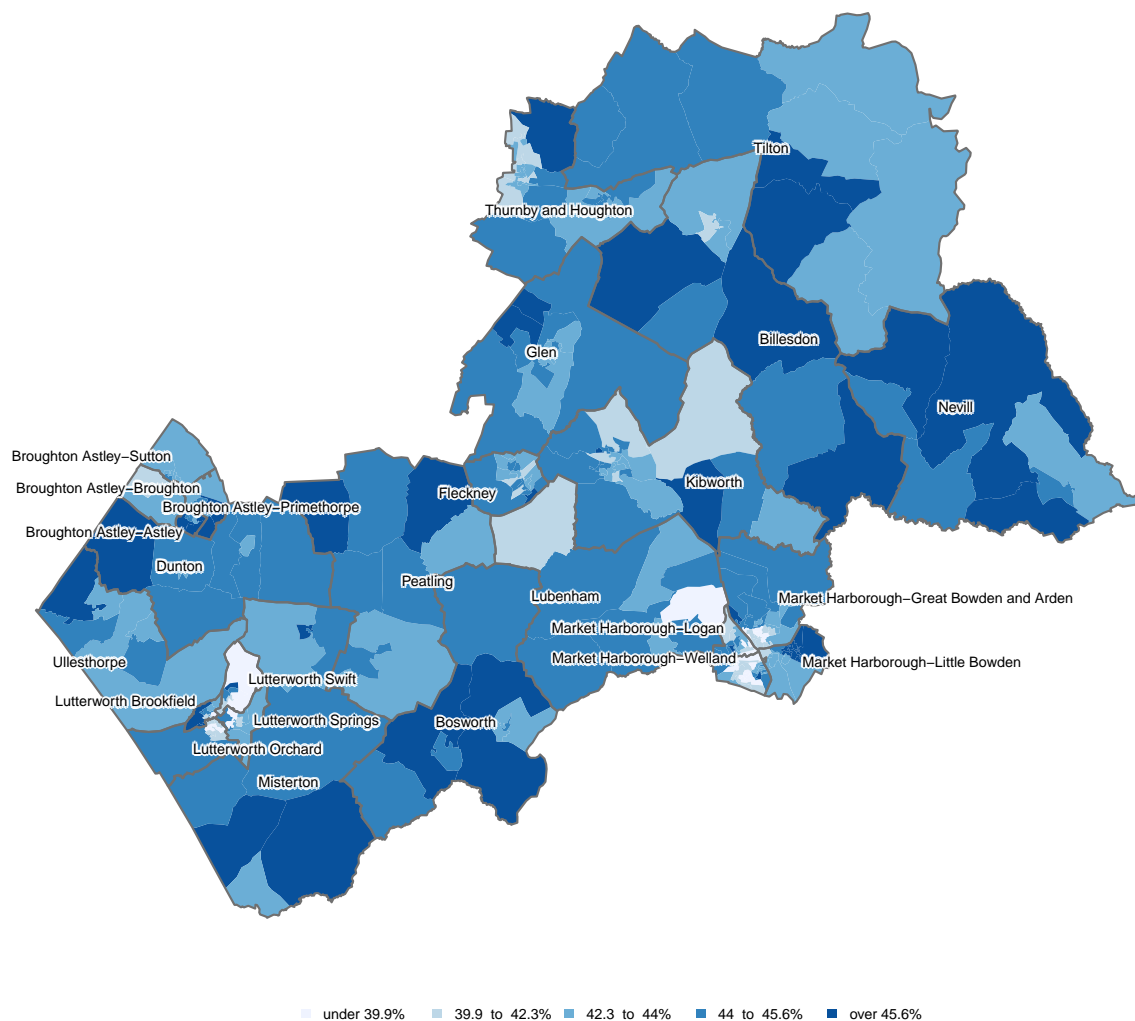 Tilton
Thurnby and Houghton
Billesdon
Glen
Nevill
Broughton Astley–Sutton
Kibworth
Broughton Astley–Broughton
Fleckney
Broughton Astley–Primethorpe
Broughton Astley–Astley
Dunton
Peatling
Lubenham
Market Harborough–Great Bowden and Arden
Market Harborough–Logan
Market Harborough–Welland
Market Harborough–Little Bowden
Ullesthorpe
Lutterworth Swift
Lutterworth Brookfield
Lutterworth Springs
Bosworth
Lutterworth Orchard
Misterton
under 39.9% 39.9 to 42.3% 42.3 to 44% 44 to 45.6% over 45.6%